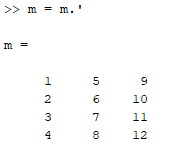 >> m = m.'
m =
1 5 9
2 6 10
3 7 11
4 8 12